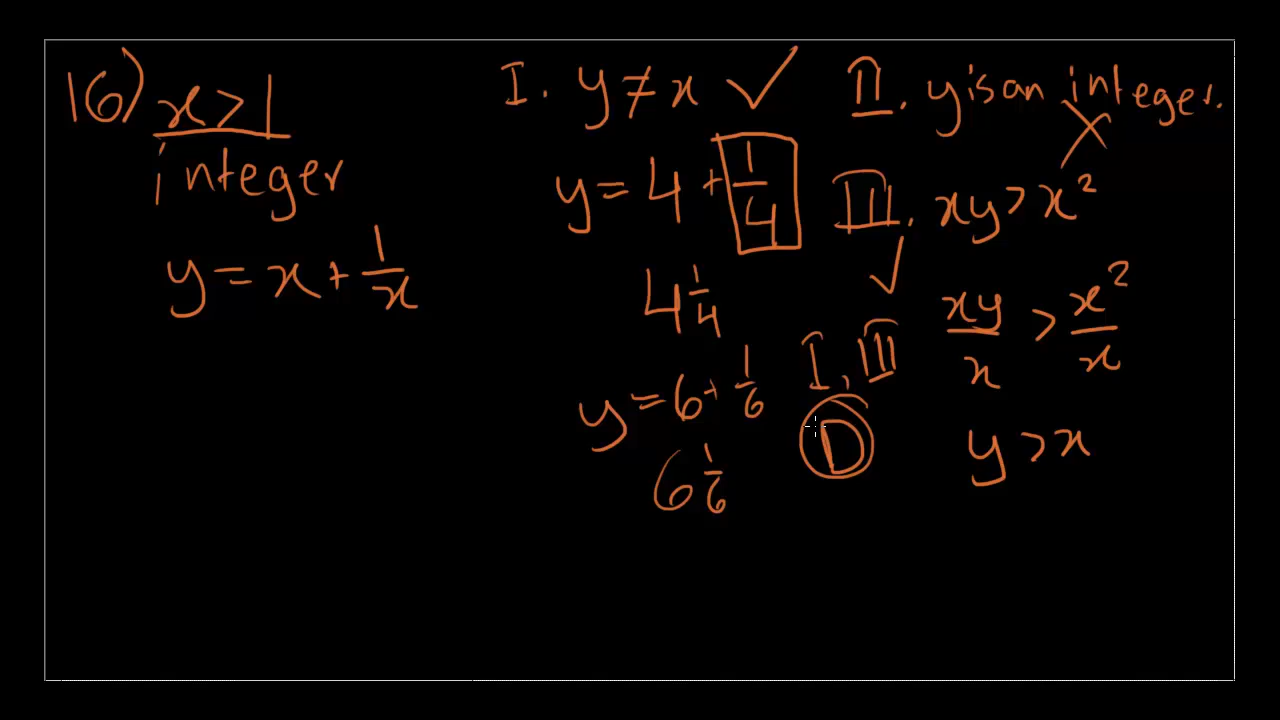 16) x > 1
integer
y = x + 1/x
I. y ≠ x ✓
y = 4 + 1/4
4 1/4
y = 6 + 1/6
6 1/6
II. y is an integer.
X
III. xy > x²
✓
xy/x > x²/x
y > x
I, III
D